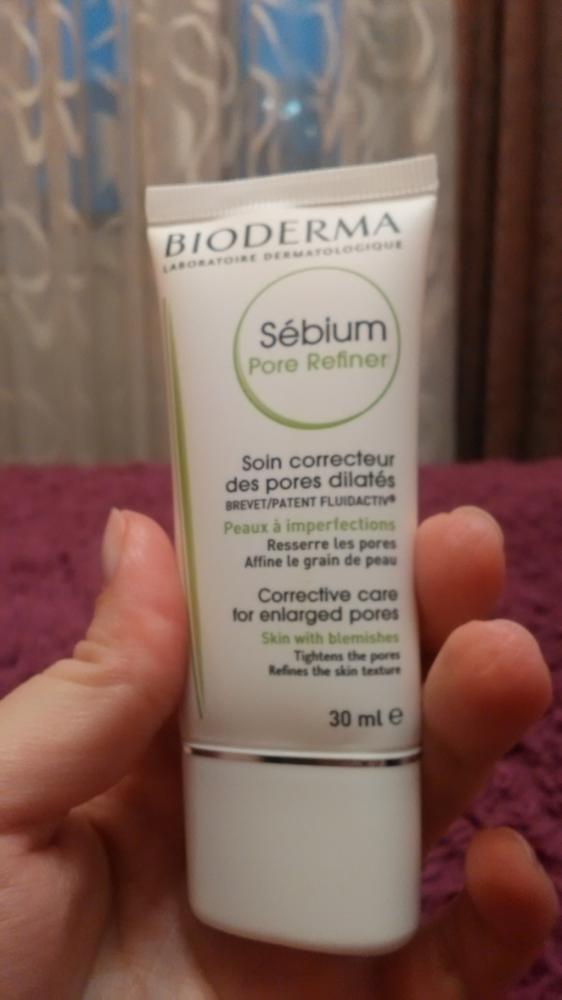 BIODERMA
LABORATOIRE DERMATOLOGIQUE
Sébium
Pore Refiner
Soin correcteur
des pores dilatés
BREVET/PATENT FLUIDACTIV®
Peaux à imperfections
Resserre les pores
Affine le grain de peau
Corrective care
for enlarged pores
Skin with blemishes
Tightens the pores
Refines the skin texture
30 ml ℮